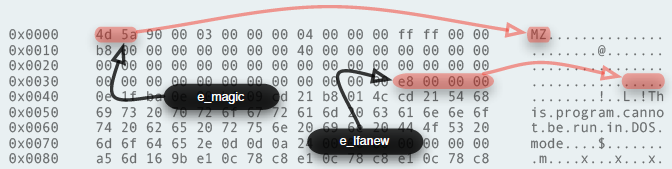 0x0000 4d 5a 90 00 03 00 00 00 04 00 00 00 ff ff 00 00 MZ..............
0x0010 b8 00 00 00 00 00 00 00 40 00 00 00 00 00 00 00 ........@.......
0x0020 00 00 00 00 00 00 00 00 00 00 00 00 00 00 00 00 ................
0x0030 00 00 00 00 00 00 00 00 00 00 e8 00 00 00
0x0040 0e 1f cd 21 b8 01 4c cd 21 54 68 ........!..L.!Th
e_magic
0x0050 69 73 20 70 72 6f 67 72 61 6d 20 63 61 6e 6e 6f is.program.canno
0x0060 74 20 62 65 20 72 75 6e 20 44 4f 53 20 t.be.run.in.DOS.
e_lfanew
0x0070 6d 6f 64 65 2e 0d 0d 0a 24 00 00 00 00 mode....$.......
0x0080 a5 6d 16 9b e1 0c 78 c8 e1 0c 78 c8 e1 0c 78 c8 .m....x...x...x.